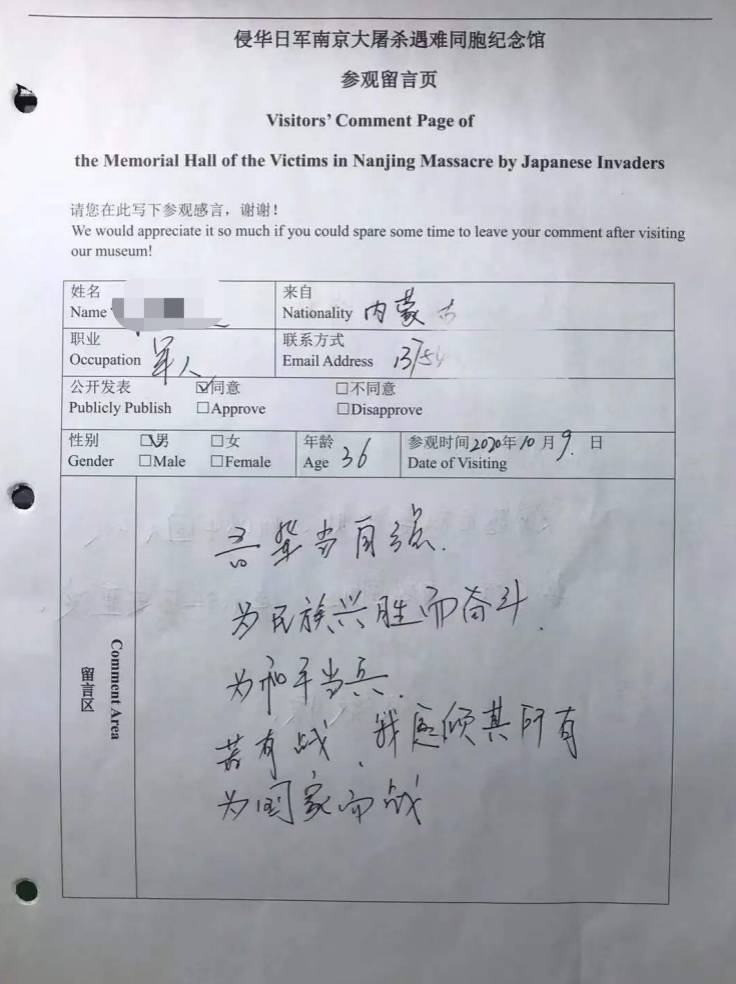 侵华日军南京大屠杀遇难同胞纪念馆
参观留言页
Visitors' Comment Page of
the Memorial Hall of the Victims in Nanjing Massacre by Japanese Invaders
请您在此写下参观感言，谢谢！
We would appreciate it so much if you could spare some time to leave your comment after visiting
our museum!
姓名
Name
来自
Nationality 内蒙古
职业
Occupation 军人
联系方式
Email Address 13754
公开发表 ☑同意 □不同意
Publicly Publish □Approve □Disapprove
性别 ☑男 □女
Gender □Male □Female
年龄
Age 36
参观时间2020年10月9.日
Date of Visiting
留言区
Comment Area
吾辈当自强.
为民族兴胜而奋斗.
为和平当兵.
若有战、我愿倾其所有
为国家而战